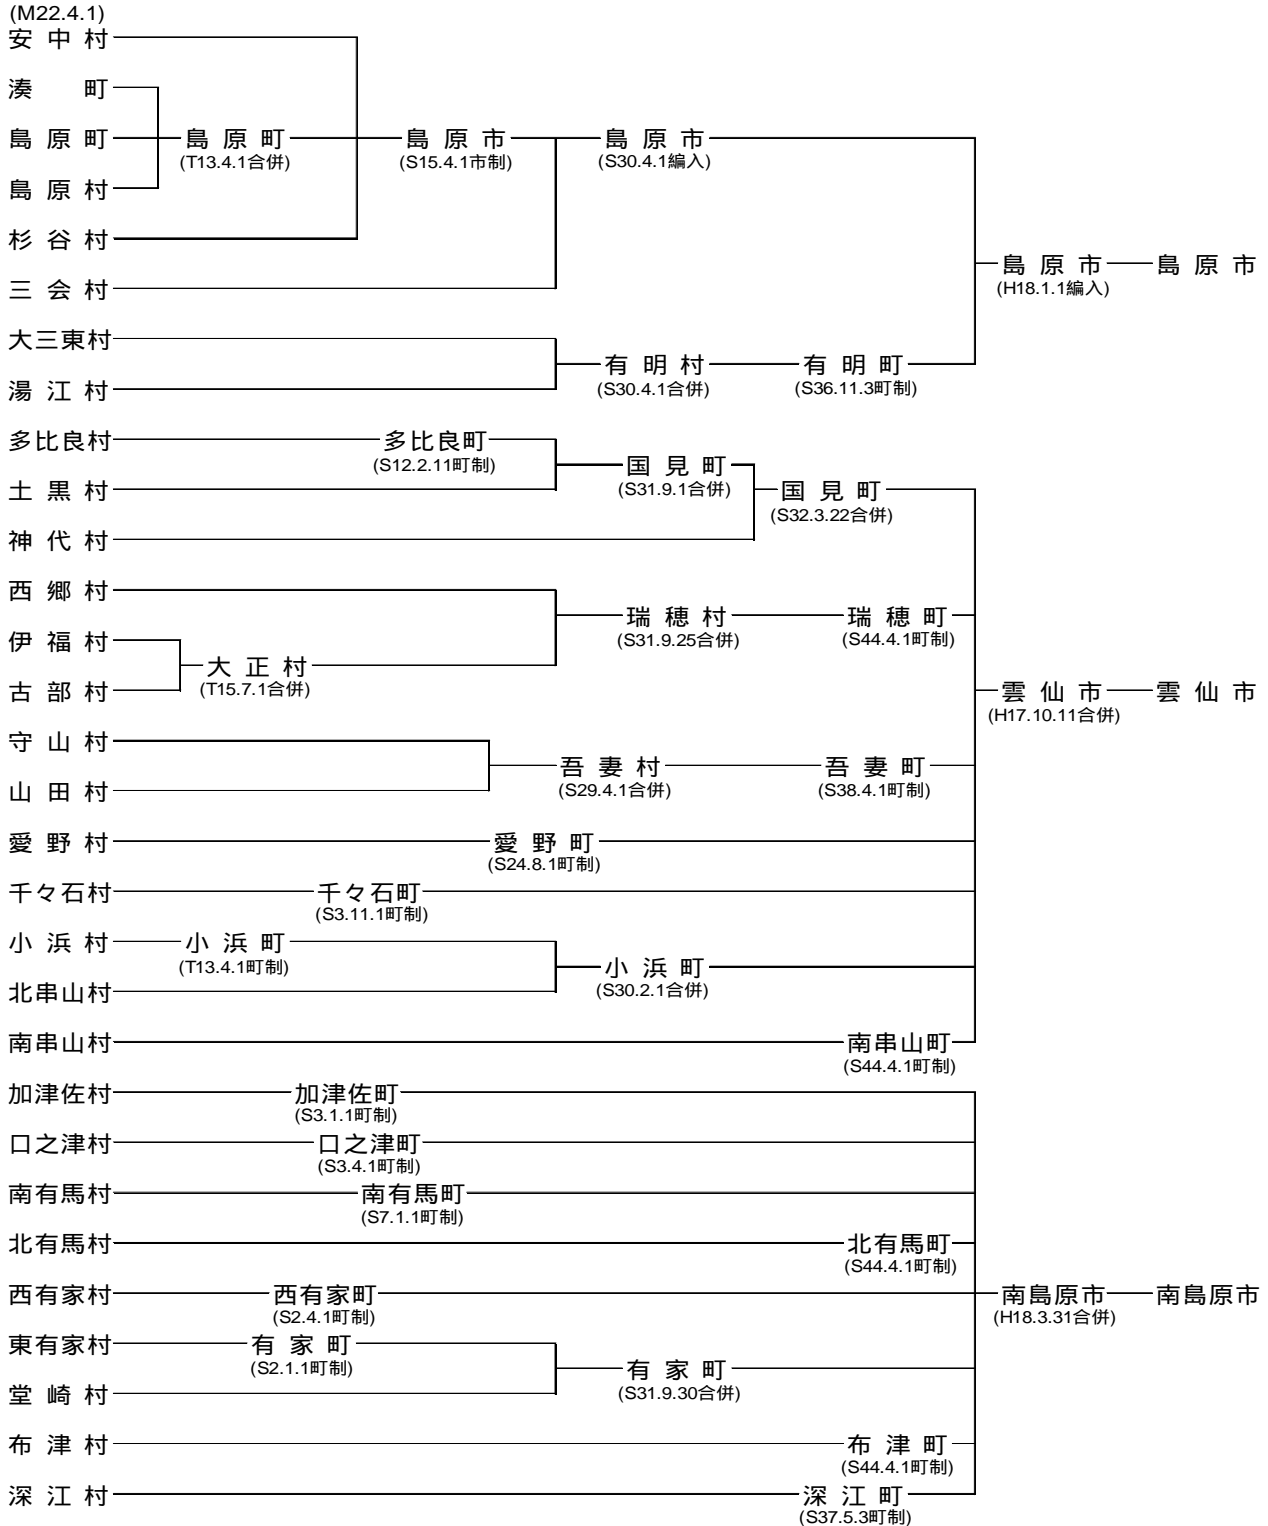 (M22.4.1)
安中村
湊町
島原町 島原町 島原市 島原市
(T13.4.1合併) (S15.4.1市制) (S30.4.1編入)
島原村
杉谷村
島原市 島原市
三会村 (H18.1.1編入)
大三東村
有明村 有明町
湯江村 (S30.4.1合併) (S36.11.3町制)
多比良村 多比良町
(S12.2.11町制) 国見町
土黒村 (S31.9.1合併) 国見町
(S32.3.22合併)
神代村
西郷村
瑞穂村 瑞穂町
伊福村 (S31.9.25合併) (S44.4.1町制)
大正村
古部村 (T15.7.1合併) 雲仙市 雲仙市
(H17.10.11合併)
守山村
吾妻村 吾妻町
山田村 (S29.4.1合併) (S38.4.1町制)
愛野村 愛野町
(S24.8.1町制)
千々石村 千々石町
(S3.11.1町制)
小浜村 小浜町
(T13.4.1町制) 小浜町
北串山村 (S30.2.1合併)
南串山村 南串山町
(S44.4.1町制)
加津佐村 加津佐町
(S3.1.1町制)
口之津村 口之津町
(S3.4.1町制)
南有馬村 南有馬町
(S7.1.1町制)
北有馬村 北有馬町
(S44.4.1町制)
西有家村 西有家町 南島原市 南島原市
(S2.4.1町制) (H18.3.31合併)
東有家村 有家町
(S2.1.1町制) 有家町
堂崎村 (S31.9.30合併)
布津村 布津町
(S44.4.1町制)
深江村 深江町
(S37.5.3町制)